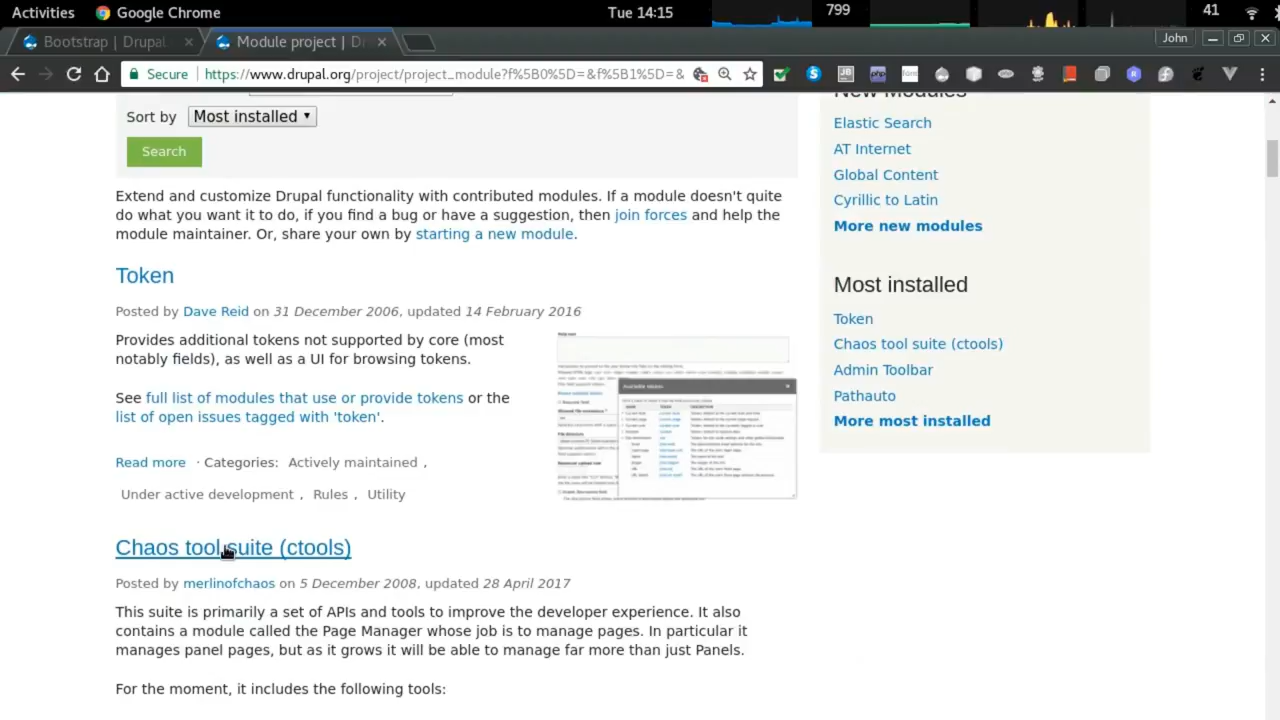 Activities
Google Chrome
Tue 14:15
799
41
Bootstrap | Drupal
Module project | D
John
Secure
https://www.drupal.org/project/project_module?f%5B0%5D=&f%5B1%5D=&
Sort by
Most installed
Search
Extend and customize Drupal functionality with contributed modules. If a module doesn't quite
do what you want it to do, if you find a bug or have a suggestion, then join forces and help the
module maintainer. Or, share your own by starting a new module.
Token
Posted by Dave Reid on 31 December 2006, updated 14 February 2016
Provides additional tokens not supported by core (most
notably fields), as well as a UI for browsing tokens.
See full list of modules that use or provide tokens or the
list of open issues tagged with 'token'.
Read more · Categories: Actively maintained ,
Under active development , Rules , Utility
Chaos tool suite (ctools)
Posted by merlinofchaos on 5 December 2008, updated 28 April 2017
This suite is primarily a set of APIs and tools to improve the developer experience. It also
contains a module called the Page Manager whose job is to manage pages. In particular it
manages panel pages, but as it grows it will be able to manage far more than just Panels.
For the moment, it includes the following tools:
New Modules
Elastic Search
AT Internet
Global Content
Cyrillic to Latin
More new modules
Most installed
Token
Chaos tool suite (ctools)
Admin Toolbar
Pathauto
More most installed